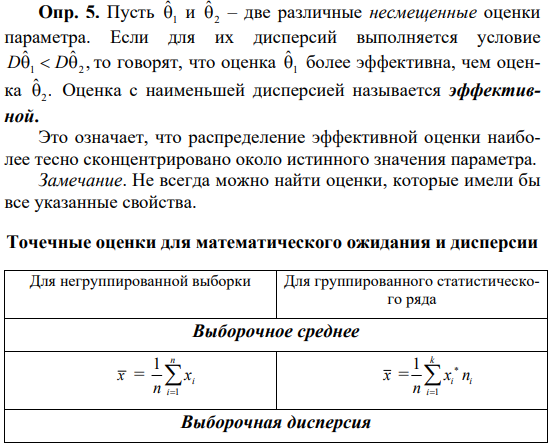 Опр. 5. Пусть θ̂₁ и θ̂₂ – две различные несмещенные оценки
параметра. Если для их дисперсий выполняется условие
Dθ̂₁ < Dθ̂₂, то говорят, что оценка θ̂₁ более эффективна, чем оцен-
ка θ̂₂. Оценка с наименьшей дисперсией называется эффектив-
ной.
Это означает, что распределение эффективной оценки наибо-
лее тесно сконцентрировано около истинного значения параметра.
Замечание. Не всегда можно найти оценки, которые имели бы
все указанные свойства.
Точечные оценки для математического ожидания и дисперсии
Для негруппированной выборки
Для группированного статистическо-
го ряда
Выборочное среднее
x̅ = 1/n ∑_{i=1}^{n} x_i
x̅ = 1/n ∑_{i=1}^{k} x_i^* n_i
Выборочная дисперсия